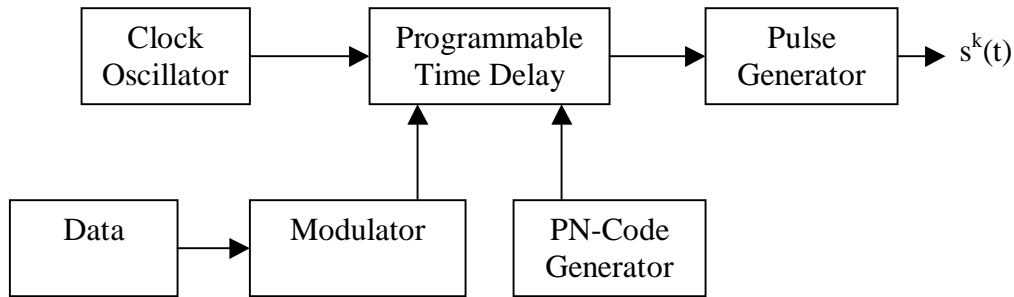 Clock
Oscillator
Programmable
Time Delay
Pulse
Generator
s^k(t)
Data
Modulator
PN-Code
Generator